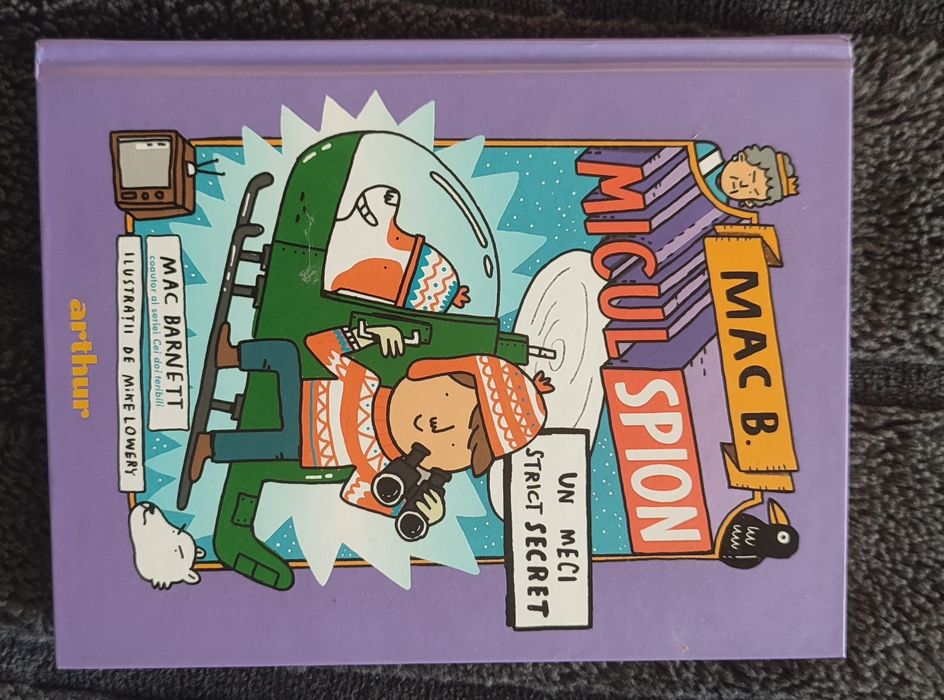 MAC B.
MICUL
SPION
UN MECI
STRICT SECRET
MAC BARNETT
coautor al seriei Cei doi teribili
ILUSTRAȚII DE MIKE LOWERY
arthur